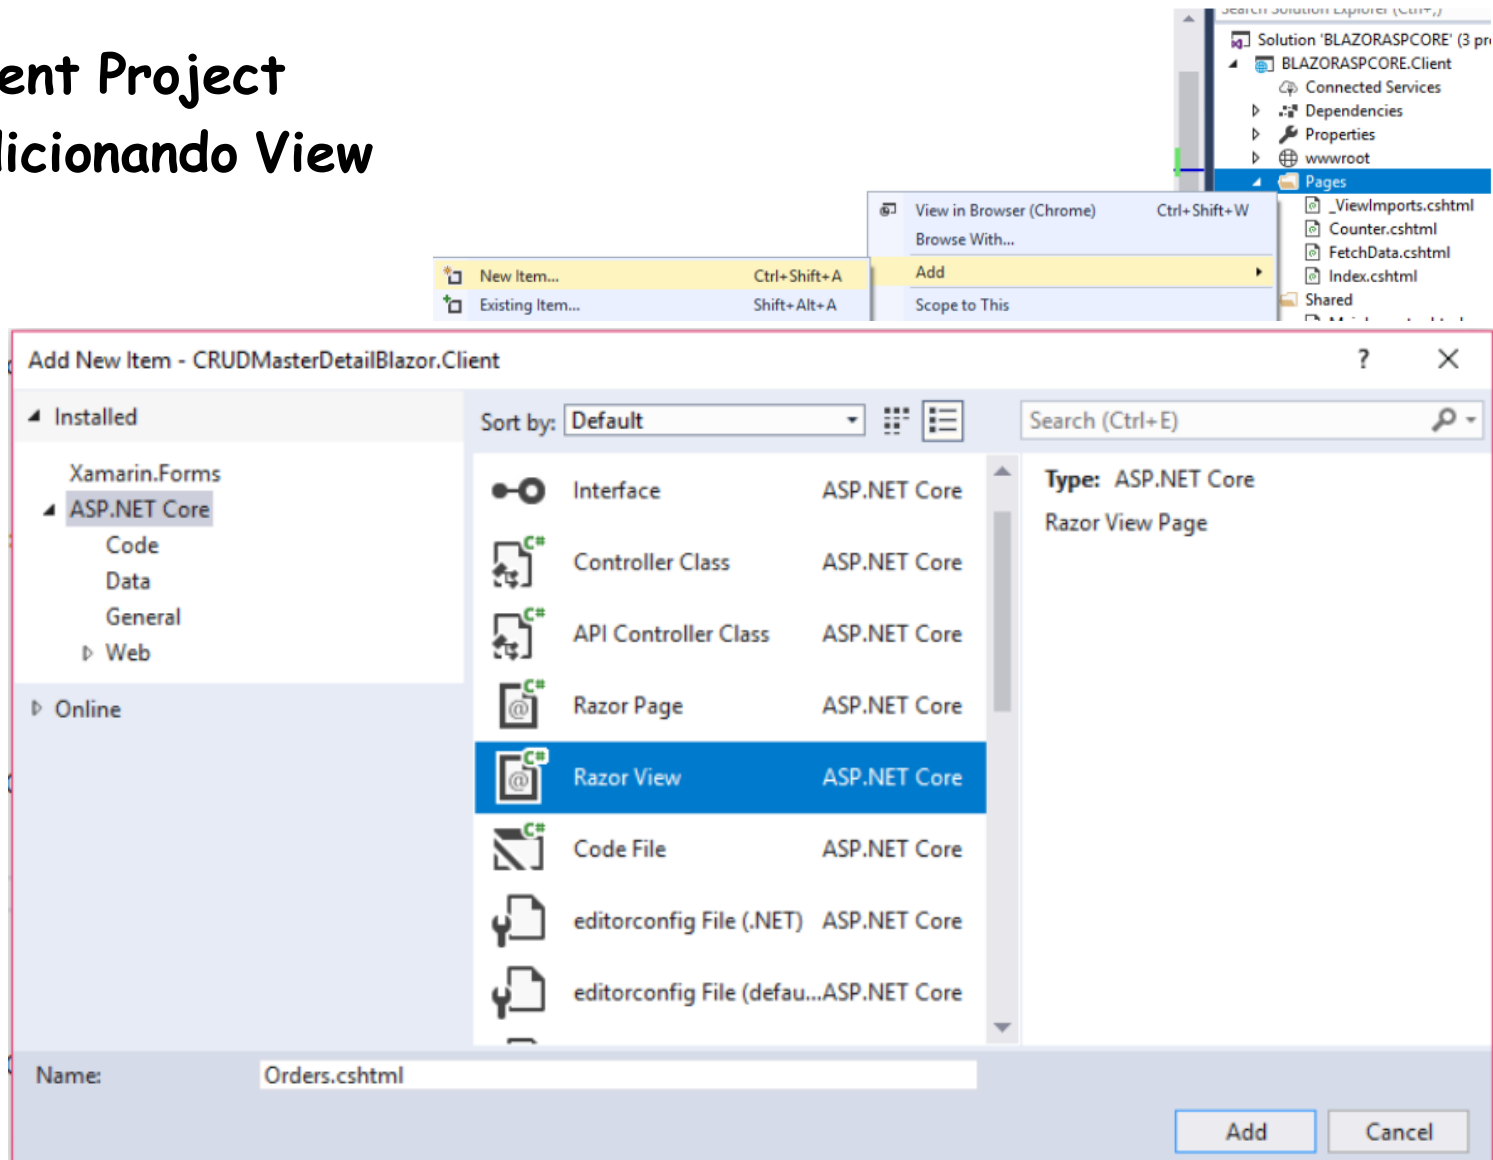 ent Project
licionando View
Search Solution Explorer (Ctrl+;)
Solution 'BLAZORASPCORE' (3 pr
BLAZORASPCORE.Client
Connected Services
Dependencies
Properties
wwwroot
Pages
_ViewImports.cshtml
Counter.cshtml
FetchData.cshtml
Index.cshtml
Shared
View in Browser (Chrome) Ctrl+Shift+W
Browse With...
Add
Scope to This
New Item... Ctrl+Shift+A
Existing Item... Shift+Alt+A
Add New Item - CRUDMasterDetailBlazor.Client ?
Installed
Xamarin.Forms
ASP.NET Core
Code
Data
General
Web
Online
Sort by: Default
Search (Ctrl+E)
Interface ASP.NET Core
Controller Class ASP.NET Core
API Controller Class ASP.NET Core
Razor Page ASP.NET Core
Razor View ASP.NET Core
Code File ASP.NET Core
editorconfig File (.NET) ASP.NET Core
editorconfig File (defau...ASP.NET Core
Type: ASP.NET Core
Razor View Page
Name: Orders.cshtml
Add Cancel